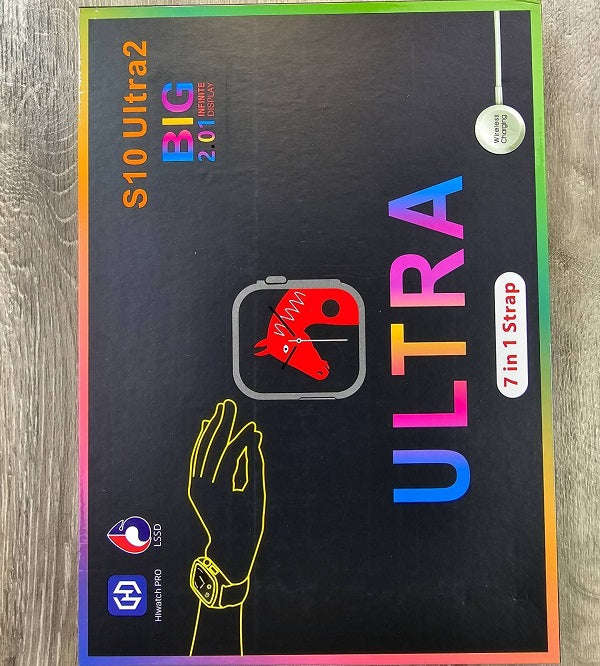 S10 Ultra2
BIG
2.01 INFINITE
DISPLAY
Wireless
Charging
ULTRA
7 in 1 Strap
HiWatch PRO
LSSD